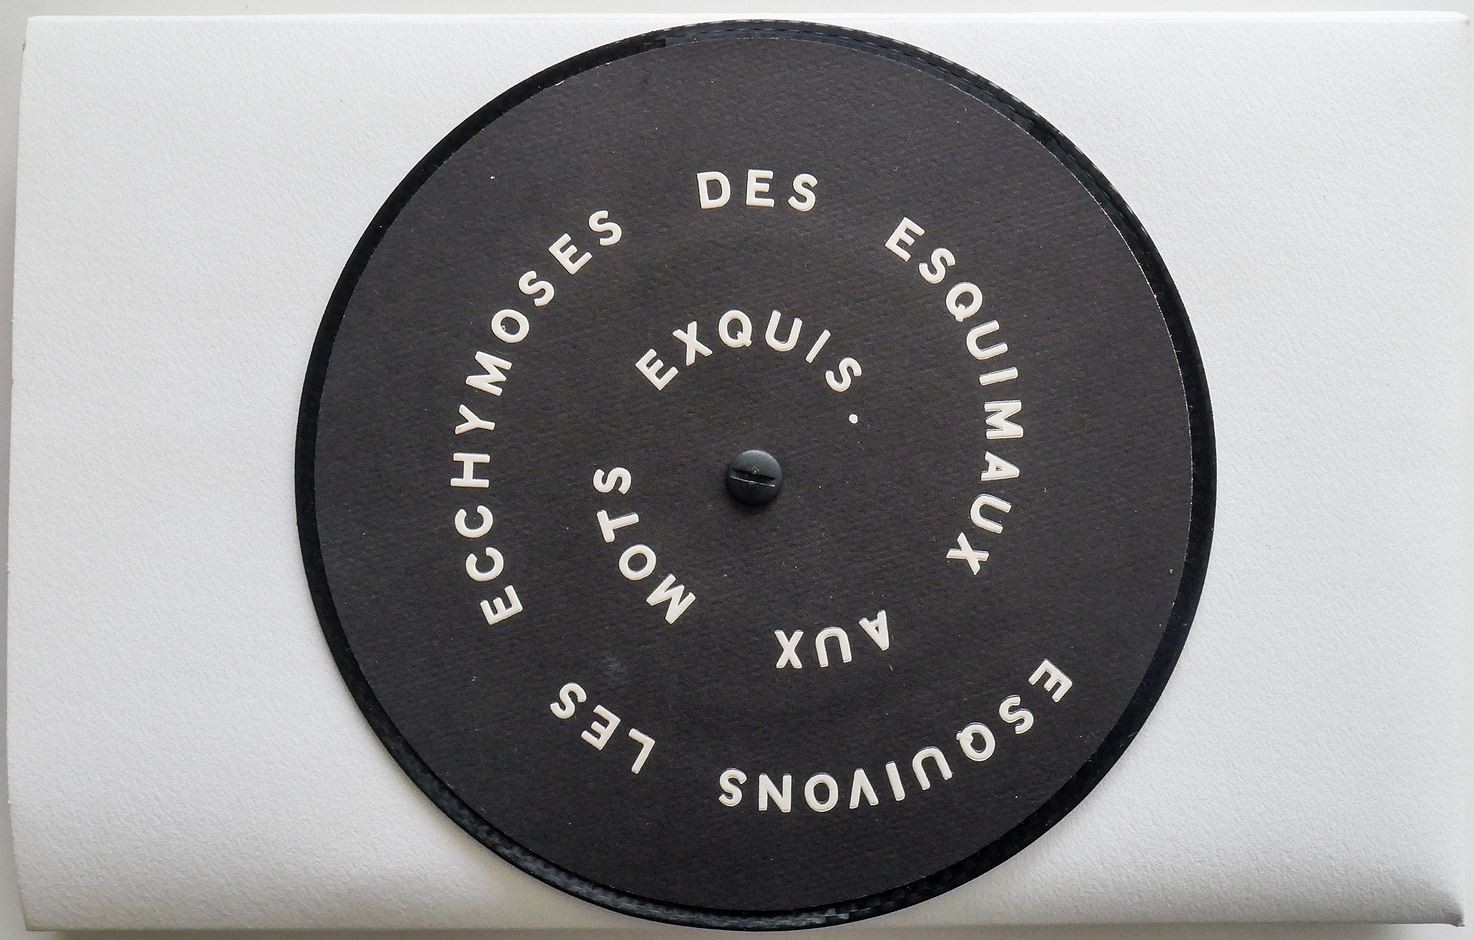 ESQUIVONS LES ECCHYMOSES DES ESQUIMAUX AUX MOTS EXQUIS.